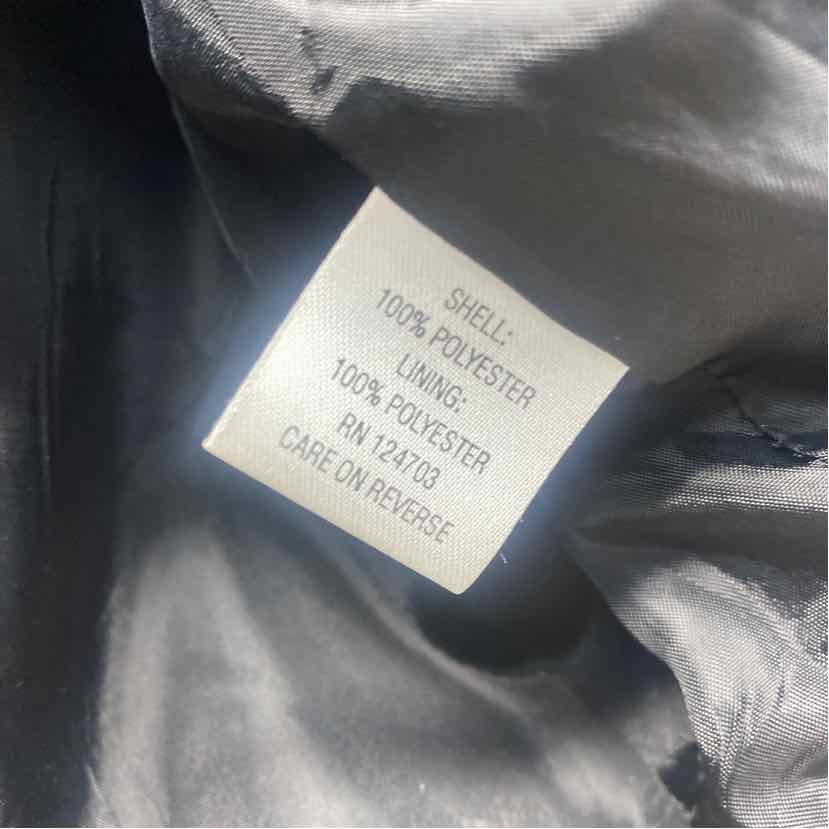 SHELL:
100% POLYESTER
LINING:
100% POLYESTER
RN 124703
CARE ON REVERSE